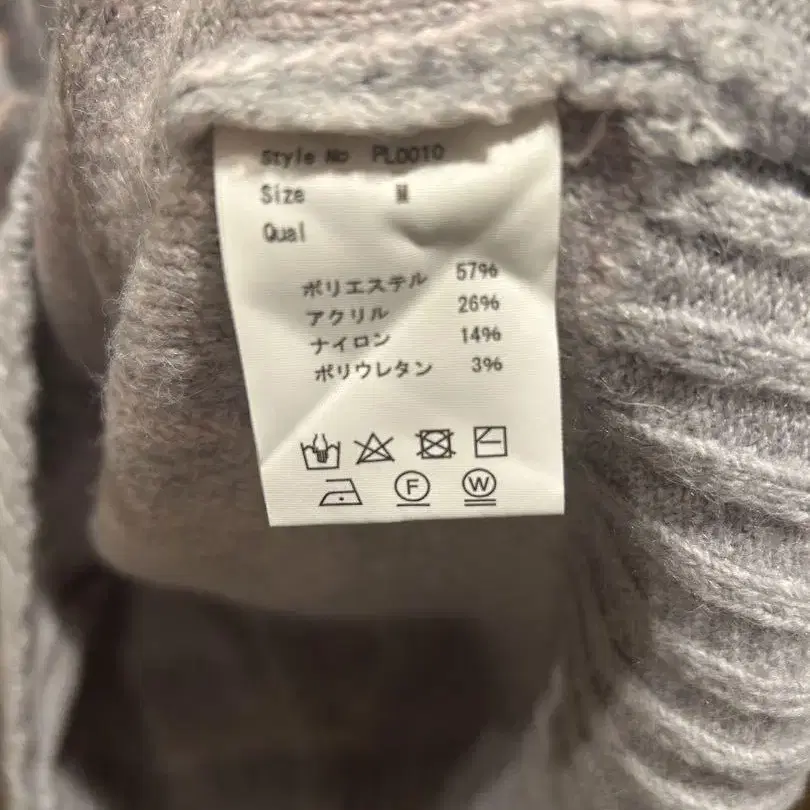 Style No PL0010
Size M
Qual
ポリエステル 57%
アクリル 26%
ナイロン 14%
ポリウレタン 3%
F W